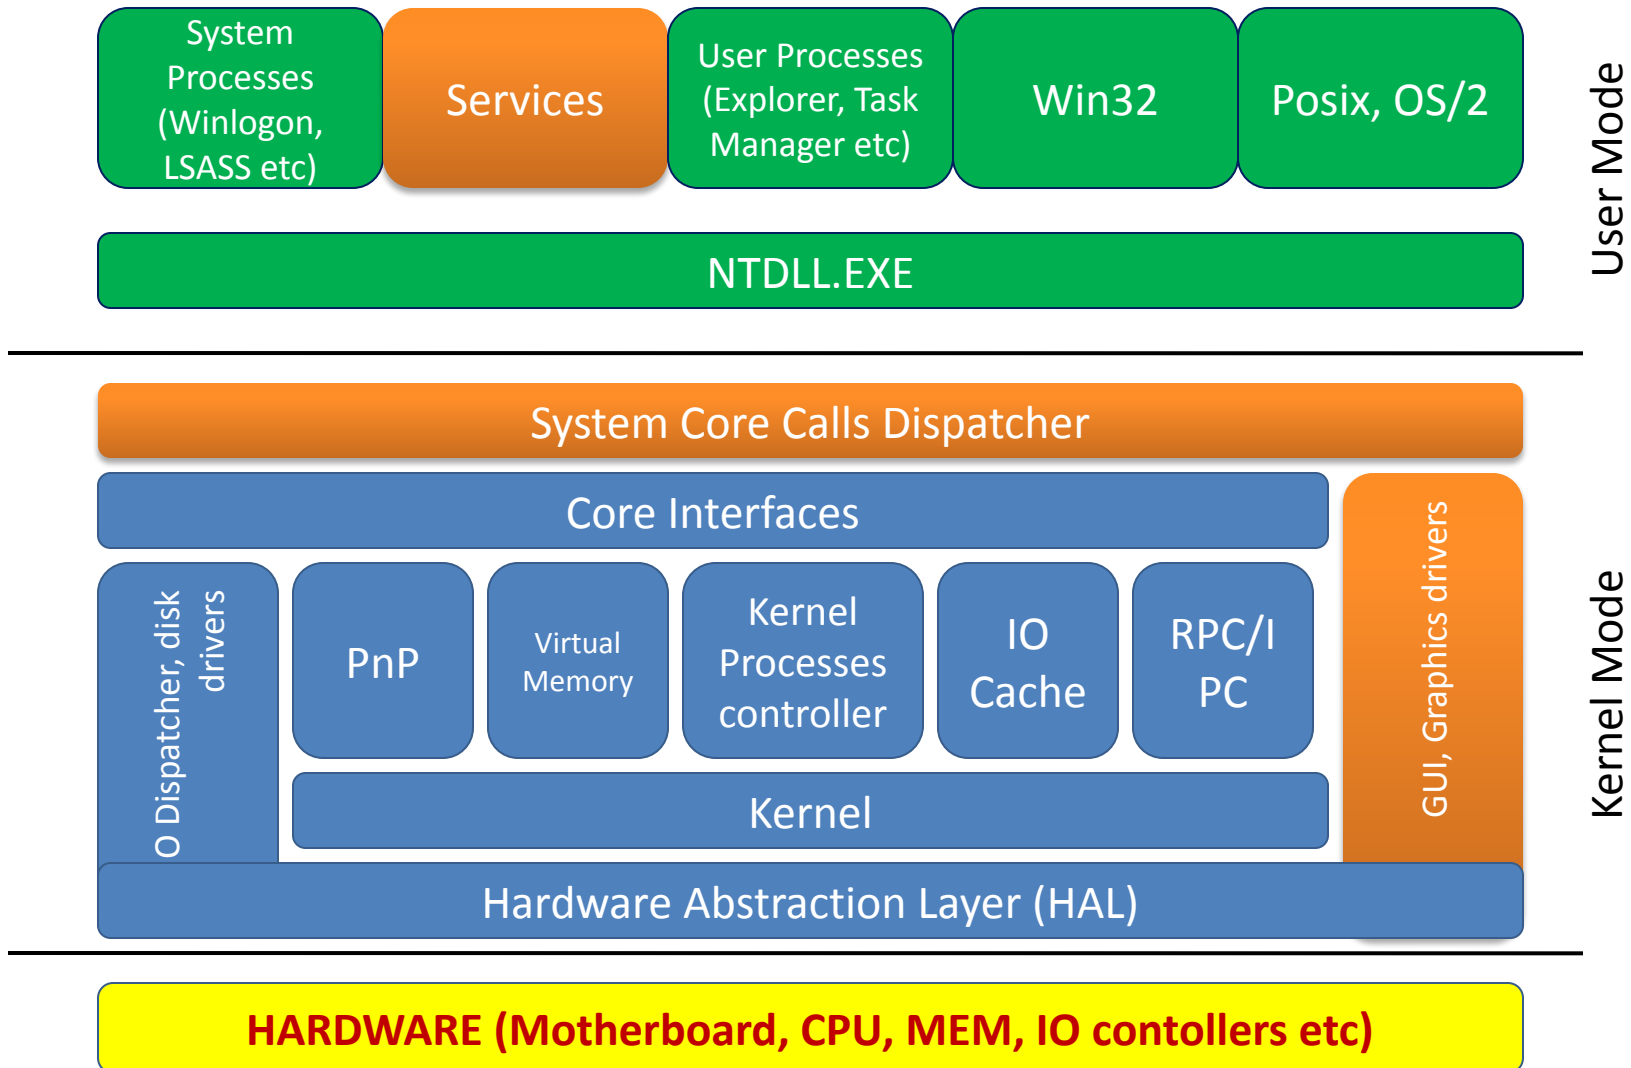 System
Processes
(Winlogon,
LSASS etc)
Services
User Processes
(Explorer, Task
Manager etc)
Win32
Posix, OS/2
User Mode
NTDLL.EXE
System Core Calls Dispatcher
Core Interfaces
O Dispatcher, disk
drivers
PnP
Virtual
Memory
Kernel
Processes
controller
IO
Cache
RPC/I
PC
GUI, Graphics drivers
Kernel Mode
Kernel
Hardware Abstraction Layer (HAL)
HARDWARE (Motherboard, CPU, MEM, IO contollers etc)